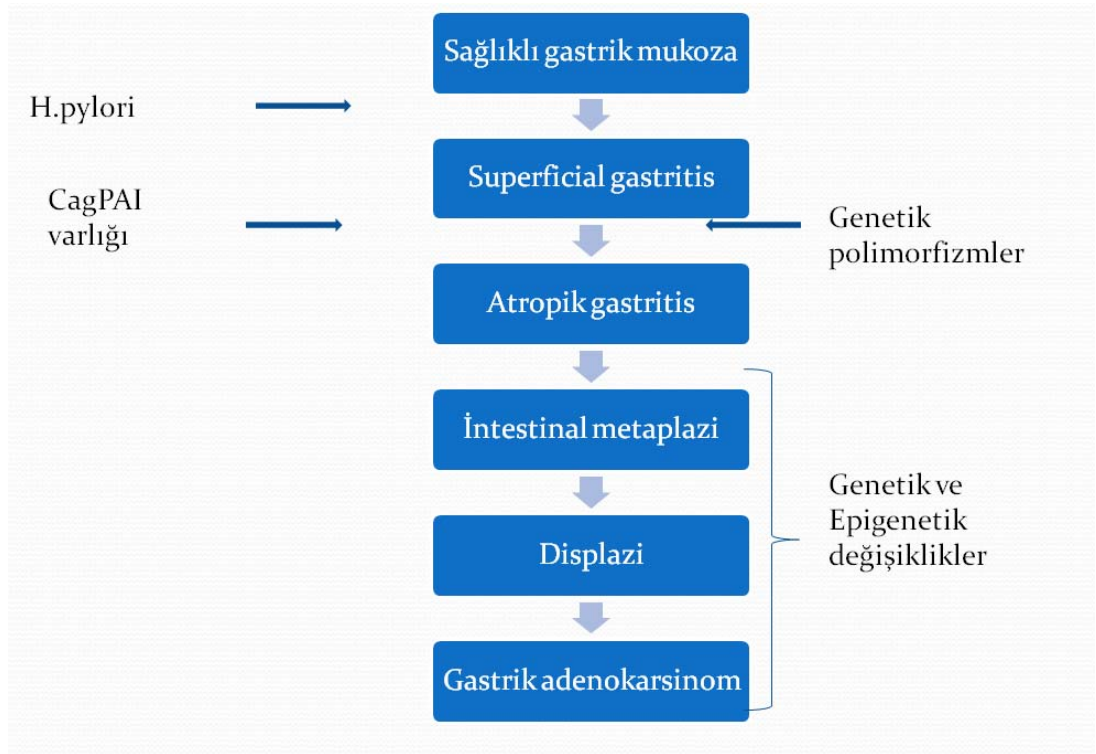 Sağlıklı gastrik mukoza
H.pylori
Superficial gastritis
CagPAI
varlığı
Genetik
polimorfizmler
Atropik gastritis
İntestinal metaplazi
Genetik ve
Epigenetik
değişiklikler
Displazi
Gastrik adenokarsinom